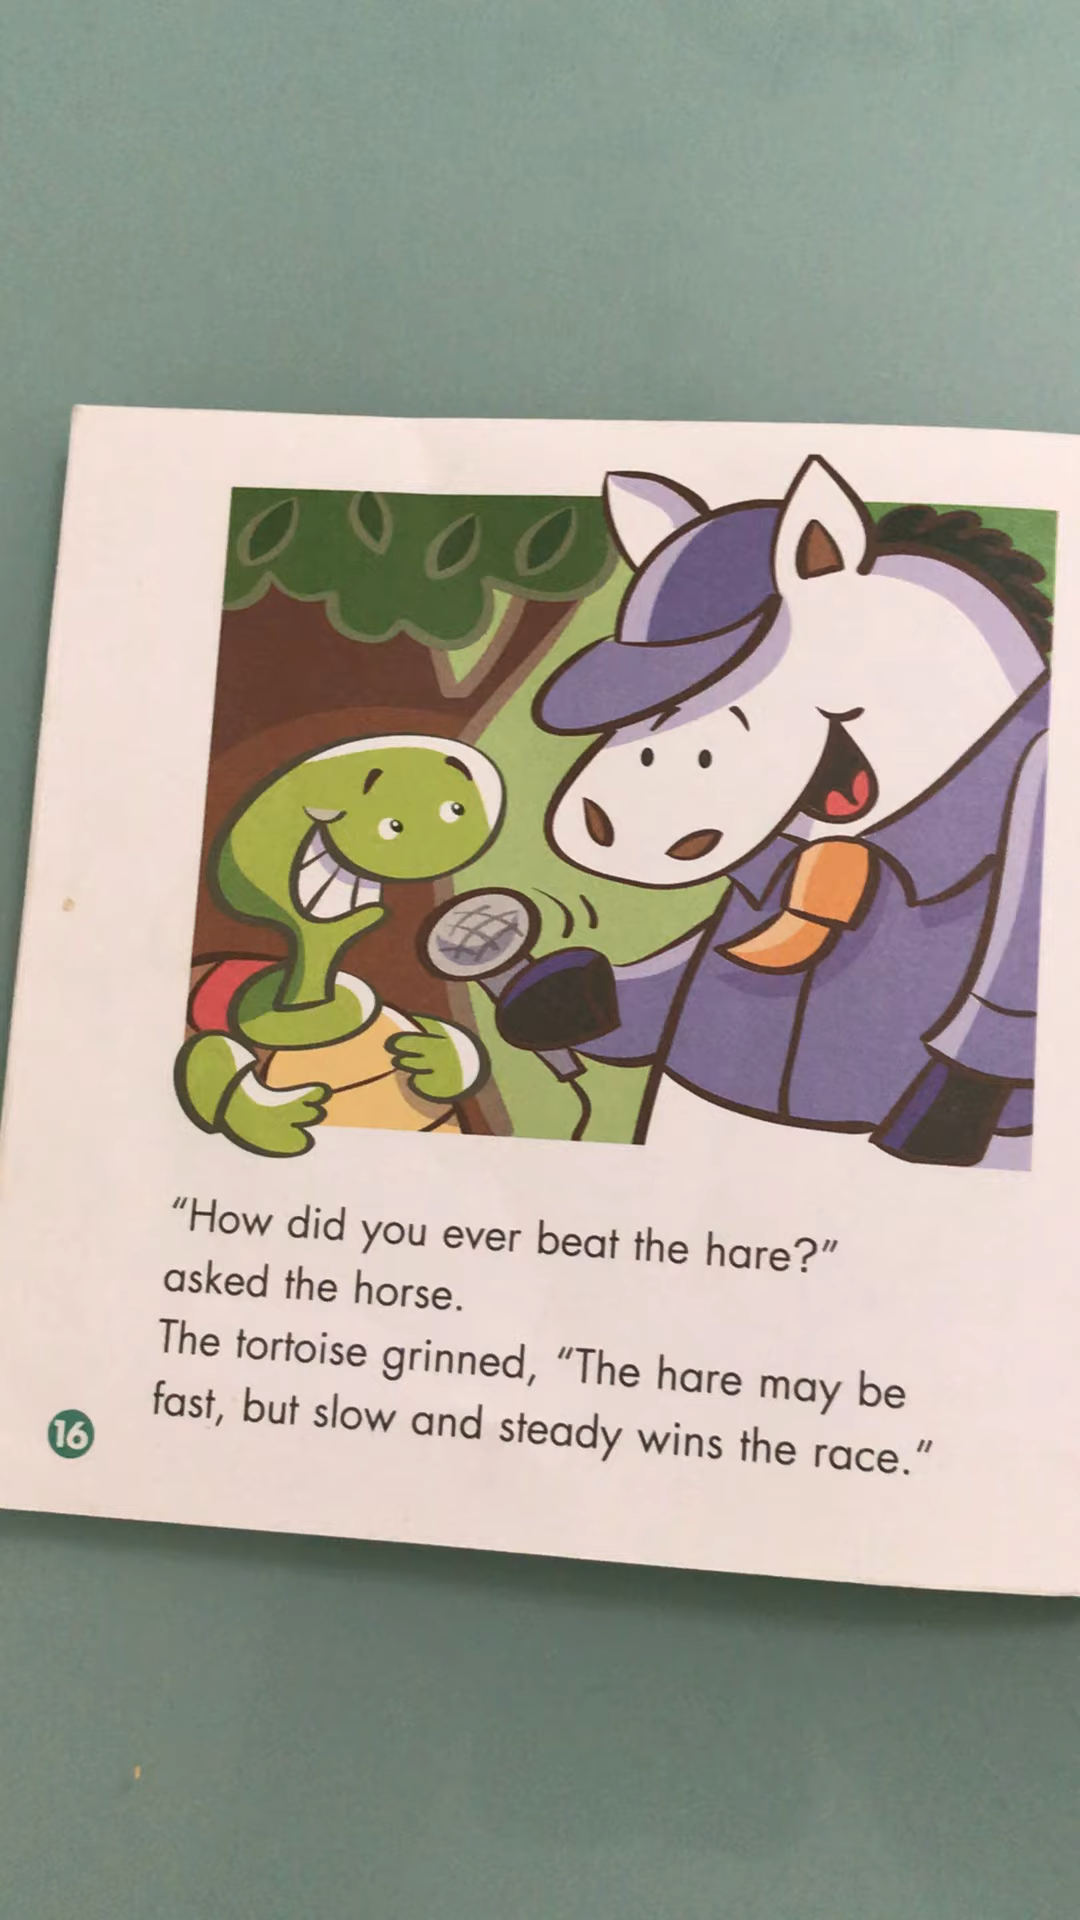 “How did you ever beat the hare?”
asked the horse.
The tortoise grinned, “The hare may be
fast, but slow and steady wins the race.”
16